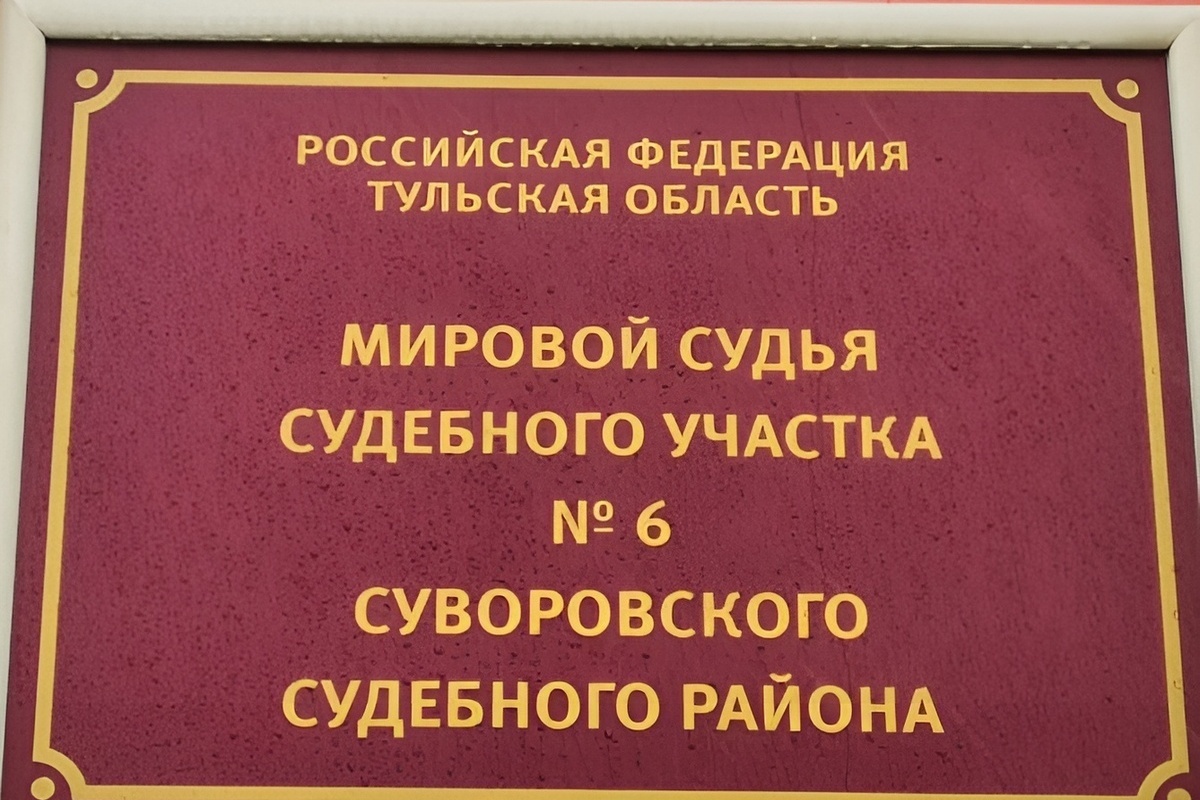 РОССИЙСКАЯ ФЕДЕРАЦИЯ
ТУЛЬСКАЯ ОБЛАСТЬ
МИРОВОЙ СУДЬЯ
СУДЕБНОГО УЧАСТКА
№ 6
СУВОРОВСКОГО
СУДЕБНОГО РАЙОНА